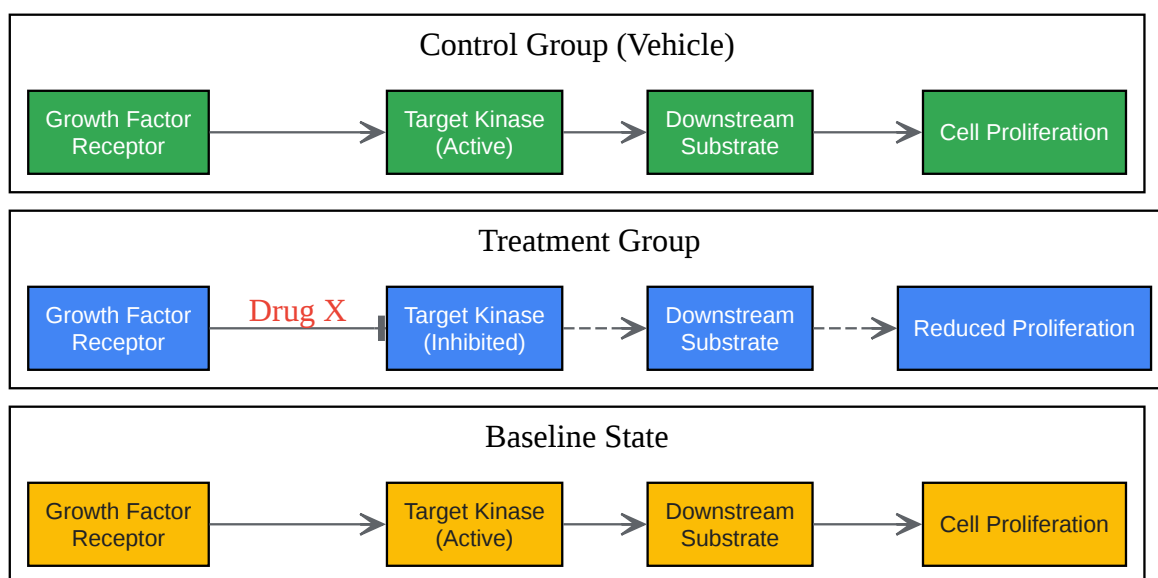 Control Group (Vehicle)
Growth Factor
Receptor
Target Kinase
(Active)
Downstream
Substrate
Cell Proliferation
Treatment Group
Growth Factor
Receptor
Drug X
Target Kinase
(Inhibited)
Downstream
Substrate
Reduced Proliferation
Baseline State
Growth Factor
Receptor
Target Kinase
(Active)
Downstream
Substrate
Cell Proliferation